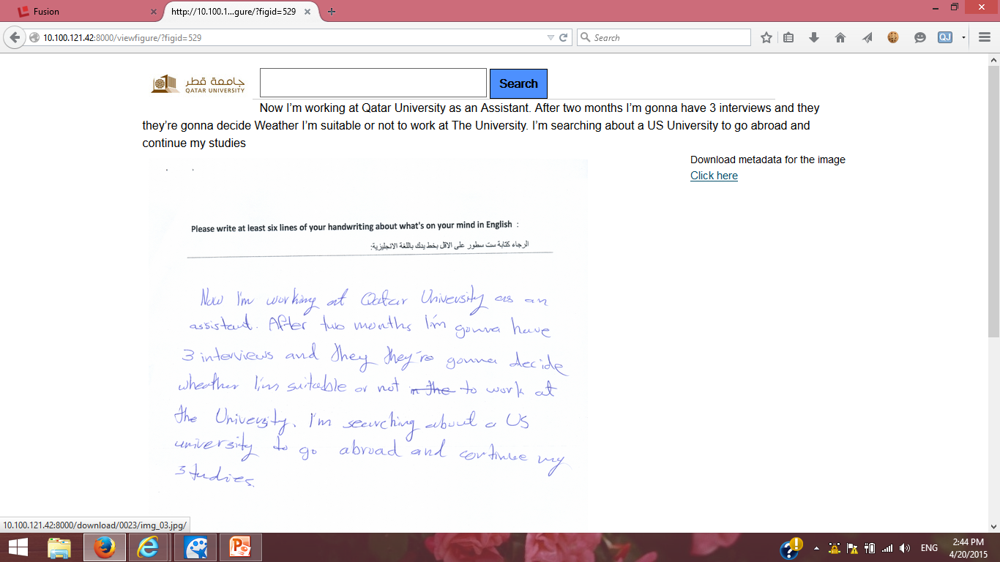 Fusion
http://10.100.1...gure/?figid=529
10.100.121.42:8000/viewfigure/?figid=529
Search
QJ
جامعة قطر
QATAR UNIVERSITY
Search
Now I'm working at Qatar University as an Assistant. After two months I'm gonna have 3 interviews and they
they're gonna decide Weather I'm suitable or not to work at The University. I'm searching about a US University to go abroad and
continue my studies
Download metadata for the image
Click here
Please write at least six lines of your handwriting about what's on your mind in English :
الرجاء كتابة ست سطور على الاقل بخط يدك باللغة الانجليزية:
Now I'm working at Qatar University as an
assistant. After two months I'm gonna have
3 interviews and they they're gonna decide
wheather I'm suitable or not in the to work at
the University. I'm searching about a US
university to go abroad and continue my
studies.
10.100.121.42:8000/download/0023/img_03.jpg/
ENG
2:44 PM
4/20/2015